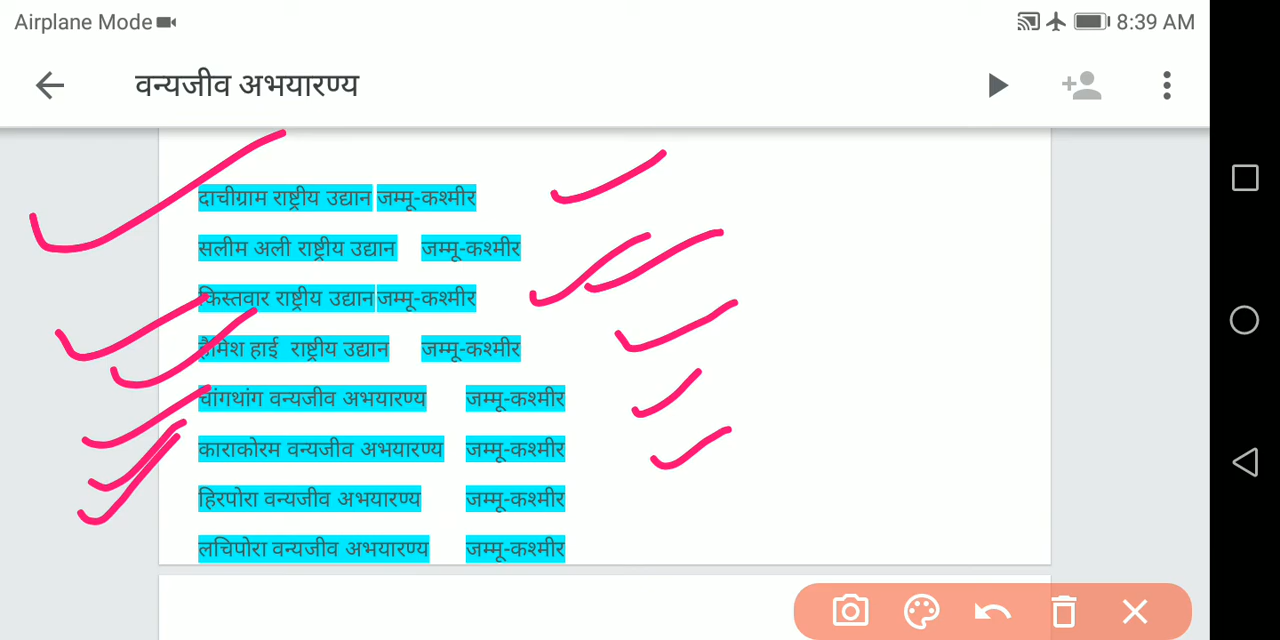 Airplane Mode 8:39 AM
वन्यजीव अभयारण्य
दाचीग्राम राष्ट्रीय उद्यान जम्मू-कश्मीर
सलीम अली राष्ट्रीय उद्यान जम्मू-कश्मीर
किस्तवार राष्ट्रीय उद्यान जम्मू-कश्मीर
हैमिश हाई राष्ट्रीय उद्यान जम्मू-कश्मीर
चांगथांग वन्यजीव अभयारण्य जम्मू-कश्मीर
काराकोरम वन्यजीव अभयारण्य जम्मू-कश्मीर
हिरपोरा वन्यजीव अभयारण्य जम्मू-कश्मीर
लचिपोरा वन्यजीव अभयारण्य जम्मू-कश्मीर